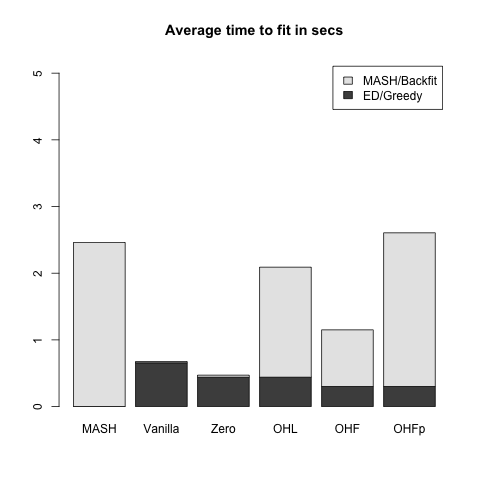 Average time to fit in secs
MASH/Backfit
ED/Greedy
5
4
3
2
1
0
MASH Vanilla Zero OHL OHF OHFp